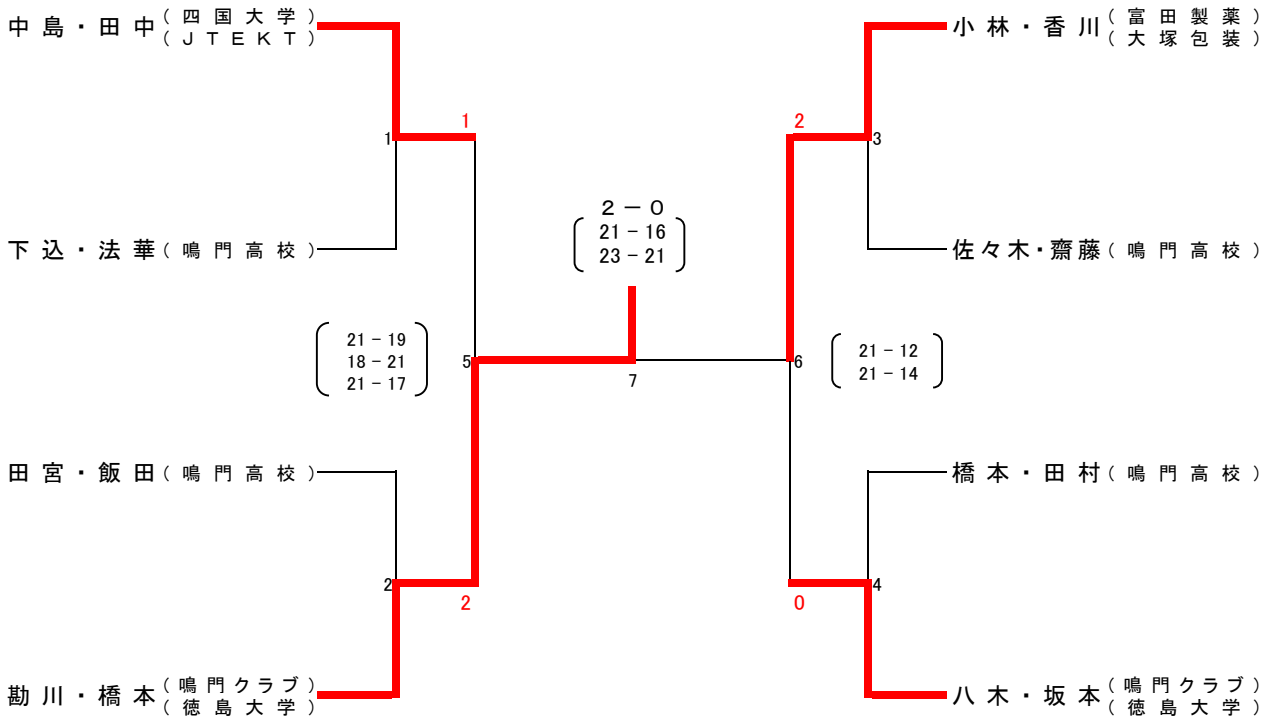 中島・田中(四国大学)
(JTEKT)
小林・香川(富田製薬)
(大塚包装)
1
2
1
3
2-0
21-16
23-21
下込・法華(鳴門高校)
佐々木・齋藤(鳴門高校)
21-19
18-21
21-17
5
7
6
21-12
21-14
田宮・飯田(鳴門高校)
橋本・田村(鳴門高校)
2
4
2
0
勘川・橋本(鳴門クラブ)
(徳島大学)
八木・坂本(鳴門クラブ)
(徳島大学)